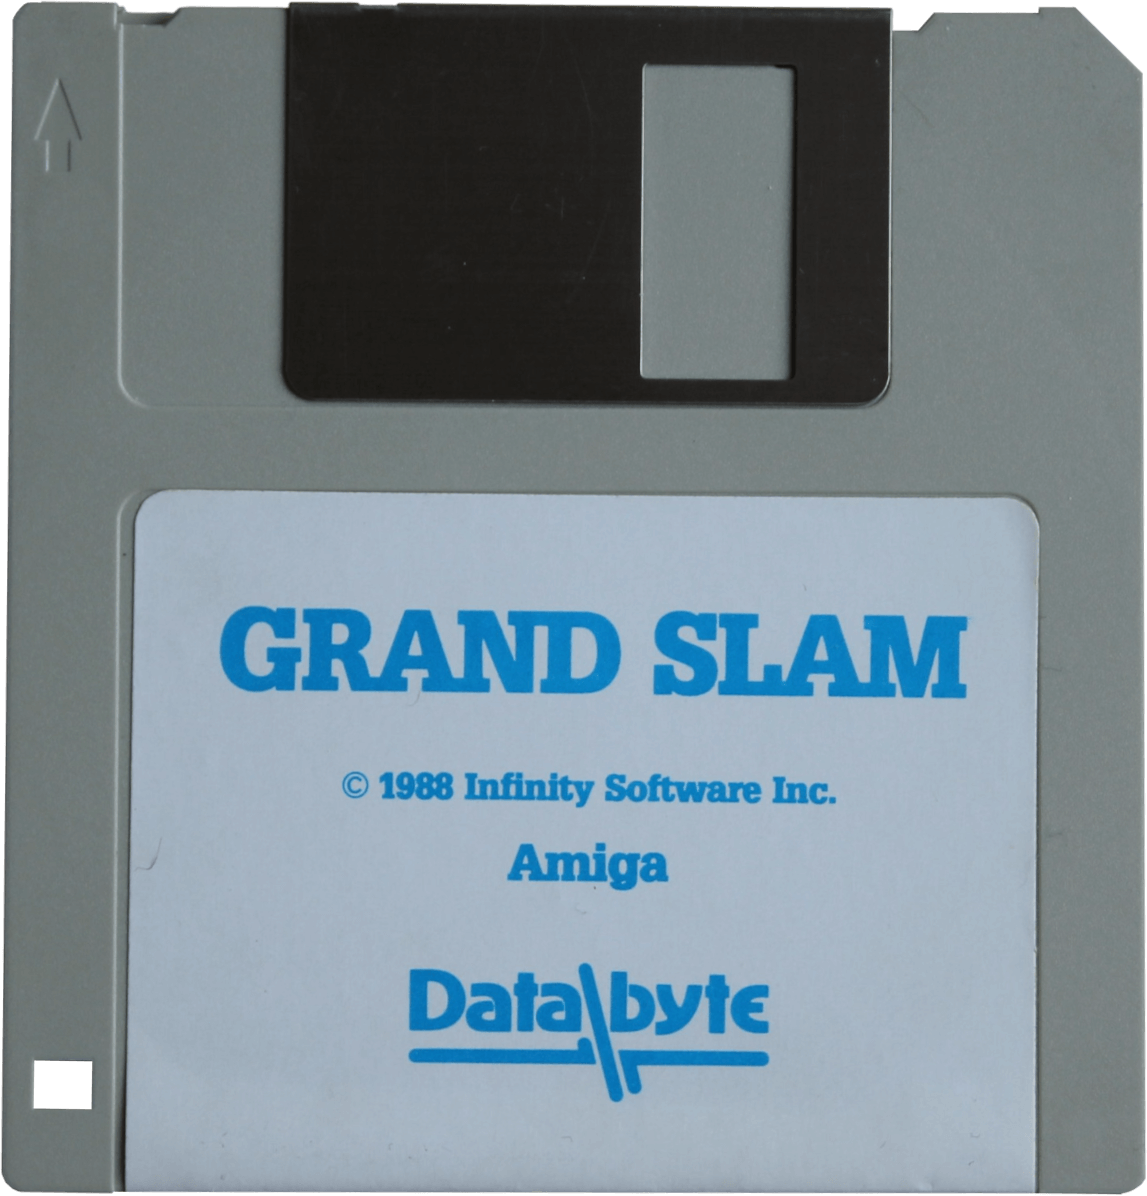 GRAND SLAM
© 1988 Infinity Software Inc.
Amiga
Databyte